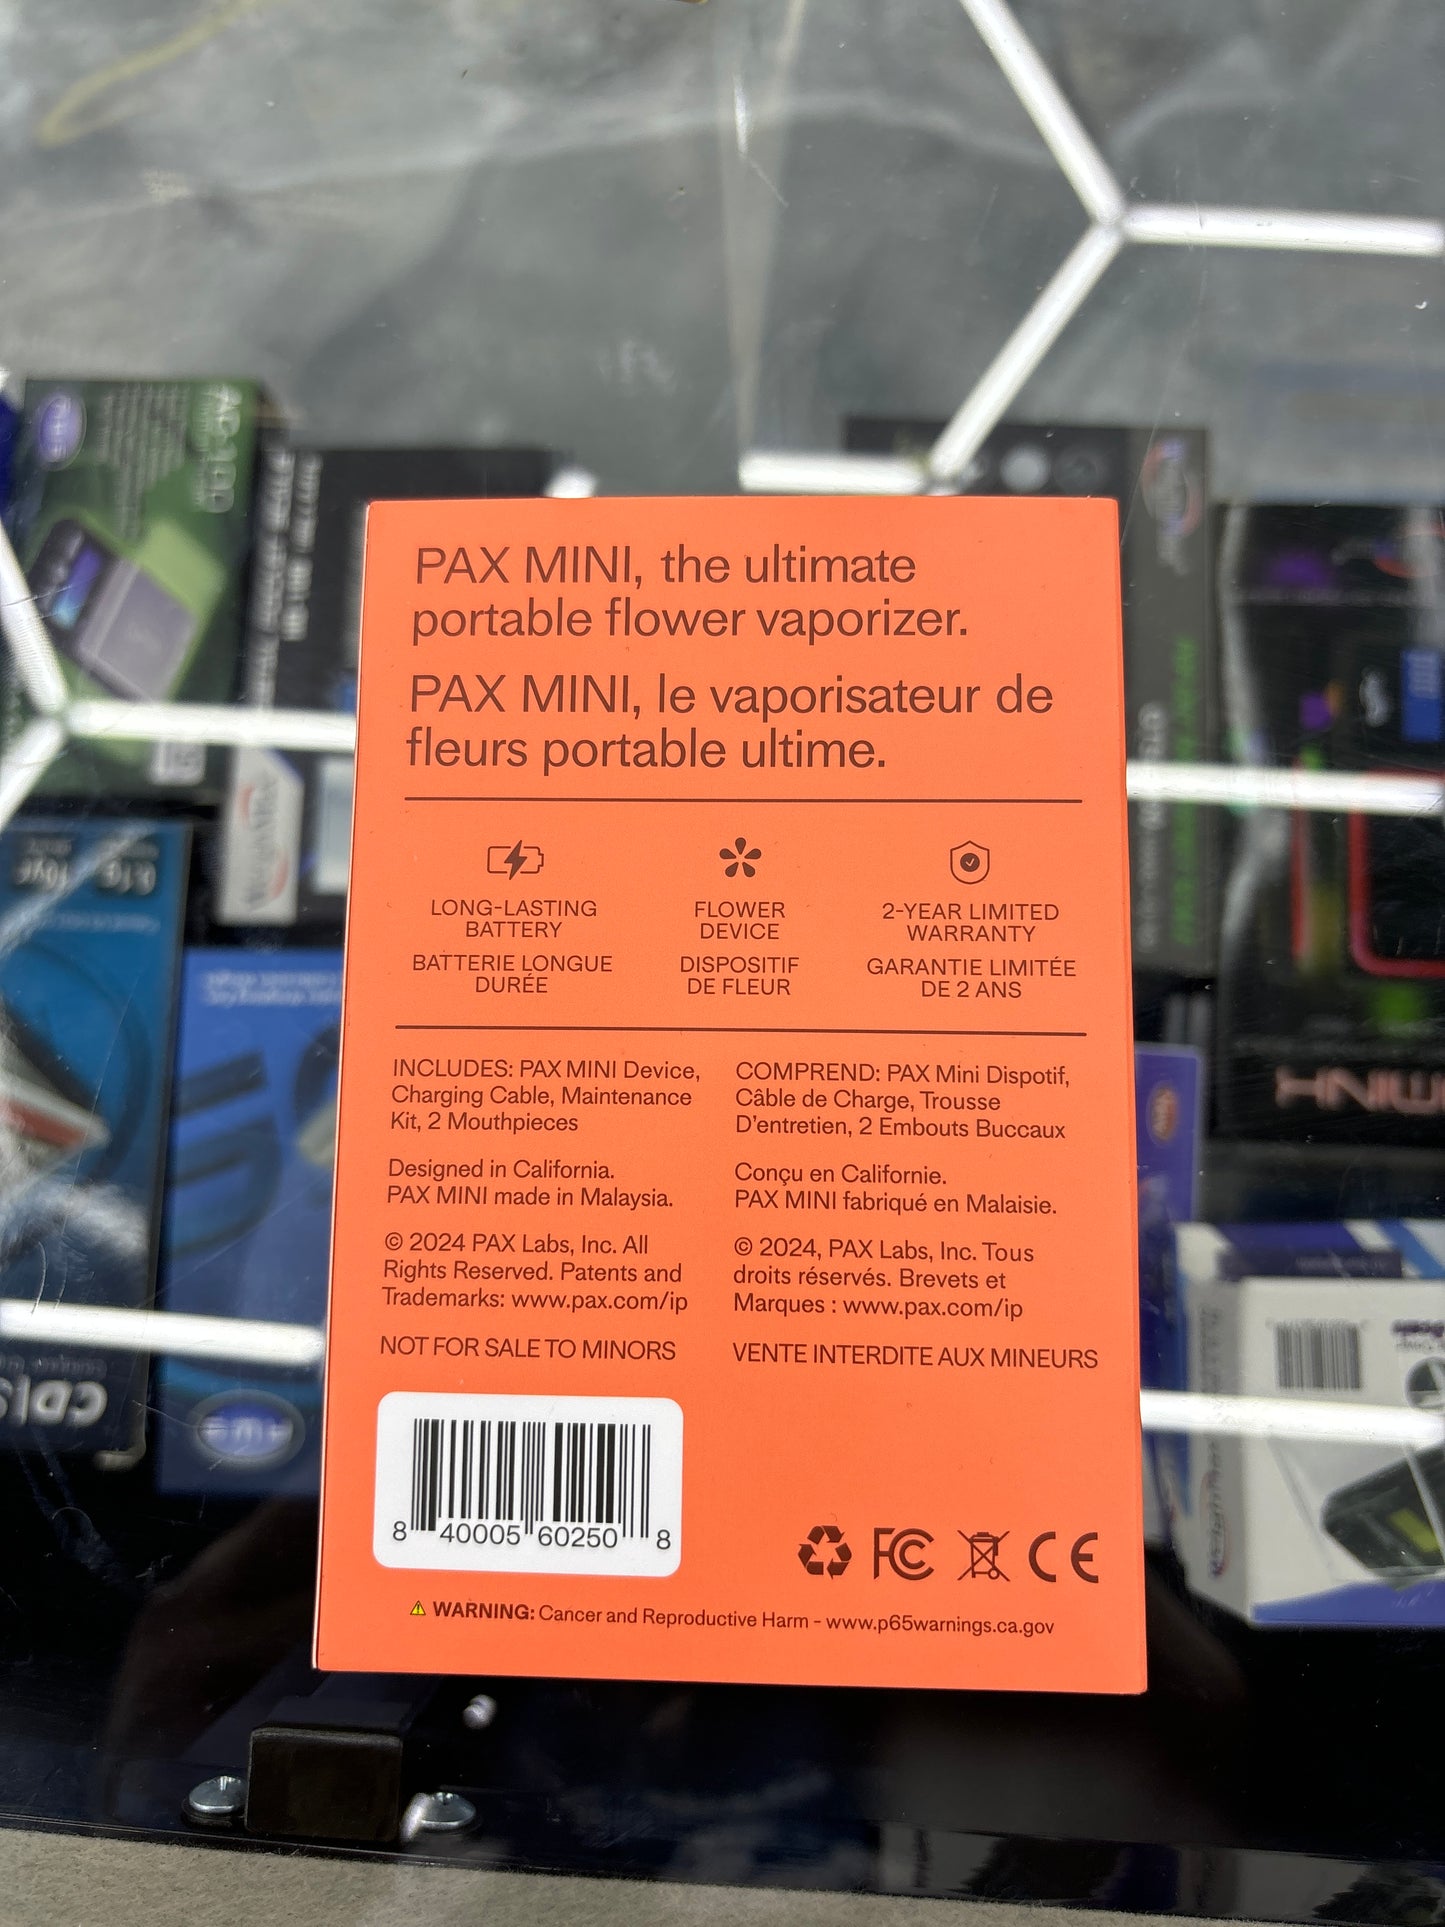 PAX MINI, the ultimate
portable flower vaporizer.
PAX MINI, le vaporisateur de
fleurs portable ultime.
LONG-LASTING
BATTERY
BATTERIE LONGUE
DURÉE
FLOWER
DEVICE
DISPOSITIF
DE FLEUR
2-YEAR LIMITED
WARRANTY
GARANTIE LIMITÉE
DE 2 ANS
INCLUDES: PAX MINI Device,
Charging Cable, Maintenance
Kit, 2 Mouthpieces
Designed in California.
PAX MINI made in Malaysia.
© 2024 PAX Labs, Inc. All
Rights Reserved. Patents and
Trademarks: www.pax.com/ip
NOT FOR SALE TO MINORS
COMPREND: PAX Mini Dispotif,
Câble de Charge, Trousse
D'entretien, 2 Embouts Buccaux
Conçu en Californie.
PAX MINI fabriqué en Malaisie.
© 2024, PAX Labs, Inc. Tous
droits réservés. Brevets et
Marques : www.pax.com/ip
VENTE INTERDITE AUX MINEURS
8 40005 60250 8
FC CE
WARNING: Cancer and Reproductive Harm - www.p65warnings.ca.gov